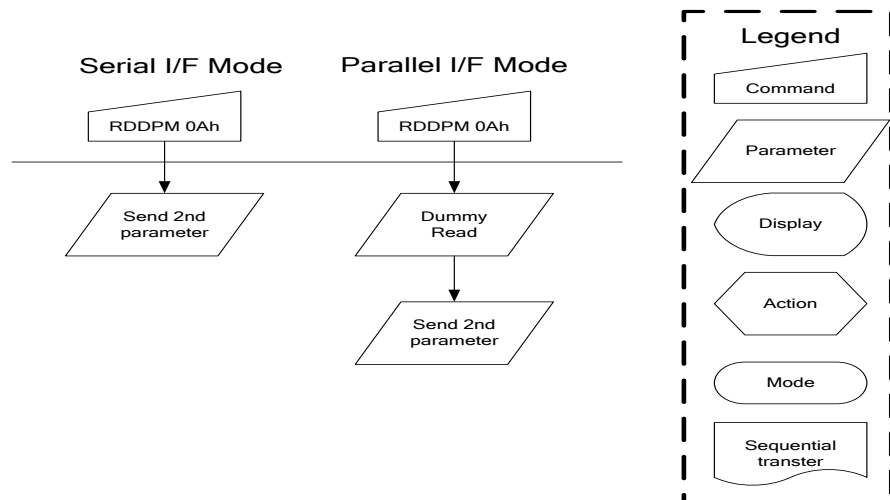 Serial I/F Mode
Parallel I/F Mode
RDDPM 0Ah
RDDPM 0Ah
Send 2nd
parameter
Dummy
Read
Send 2nd
parameter
Legend
Command
Parameter
Display
Action
Mode
Sequential
transter